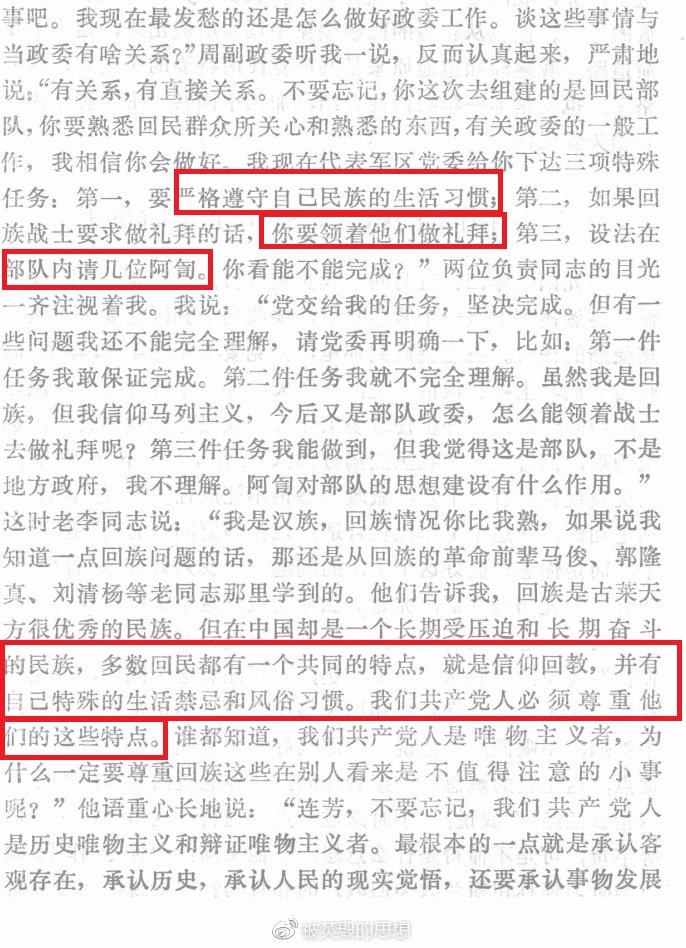 事吧。我现在最发愁的还是怎么做好政委工作。谈这些事情与
当政委有啥关系？”周副政委听我一说，反而认真起来，严肃地
说：“有关系，有直接关系。不要忘记，你这次去组建的是回民部
队，你要熟悉回民群众所关心和熟悉的东西，有关政委的一般工
作，我相信你会做好。我现在代表军区党委给你下达三项特殊
任务：第一，要严格遵守自己民族的生活习惯；第二，如果回
族战士要求做礼拜的话，你要领着他们做礼拜；第三，设法在
部队内请几位阿訇。你看能不能完成？”两位负责同志的目光
一齐注视着我。我说：“党交给我的任务，坚决完成。但有一
些问题我还不能完全理解，请党委再明确一下，比如：第一件
任务我敢保证完成。第二件任务我就不完全理解。虽然我是回
族，但我信仰马列主义，今后又是部队政委，怎么能领着战士
去做礼拜呢？第三件任务我能做到，但我觉得这是部队，不是
地方政府，我不理解。阿訇对部队的思想建设有什么作用。”
这时老李同志说：“我是汉族，回族情况你比我熟，如果说我
知道一点回族问题的话，那还是从回族的革命前辈马俊、郭隆
真、刘清杨等老同志那里学到的。他们告诉我，回族是古莱天
方很优秀的民族。但在中国却是一个长期受压迫和长期奋斗
的民族，多数回民都有一个共同的特点，就是信仰回教，并有
自己特殊的生活禁忌和风俗习惯。我们共产党人必须尊重他
们的这些特点。谁都知道，我们共产党人是唯物主义者，为
什么一定要尊重回族这些在别人看来是不值得注意的小事
呢？”他语重心长地说：“连芳，不要忘记，我们共产党人
是历史唯物主义和辩证唯物主义者。最根本的一点就是承认客
观存在，承认历史，承认人民的现实觉悟，还要承认事物发展
被焚毁的思想